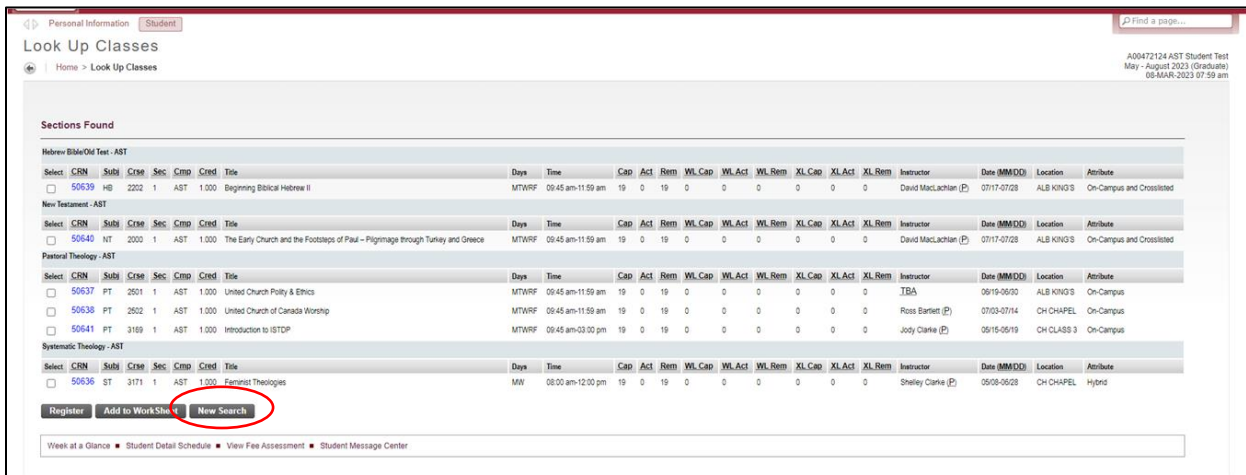 Personal Information Student
Find a page...
Look Up Classes
A00472124 AST Student Test
May - August 2023 (Graduate)
08-MAR-2023 07:59 am
Home > Look Up Classes
Sections Found
Hebrew Bible/Old Test - AST
Select CRN Subj Crse Sec Cmp Cred Title Days Time Cap Act Rem WL Cap WL Act WL Rem XL Cap XL Act XL Rem Instructor Date (MM/DD) Location Attribute
50639 HB 2202 1 AST 1.000 Beginning Biblical Hebrew II MTWRF 09:45 am-11:59 am 19 0 19 0 0 0 0 0 0 David MacLachlan (P) 07/17-07/28 ALB KING'S On-Campus and Crosslisted
New Testament - AST
Select CRN Subj Crse Sec Cmp Cred Title Days Time Cap Act Rem WL Cap WL Act WL Rem XL Cap XL Act XL Rem Instructor Date (MM/DD) Location Attribute
50640 NT 2000 1 AST 1.000 The Early Church and the Footsteps of Paul – Pilgrimage through Turkey and Greece MTWRF 09:45 am-11:59 am 19 0 19 0 0 0 0 0 0 David MacLachlan (P) 07/17-07/28 ALB KING'S On-Campus and Crosslisted
Pastoral Theology - AST
Select CRN Subj Crse Sec Cmp Cred Title Days Time Cap Act Rem WL Cap WL Act WL Rem XL Cap XL Act XL Rem Instructor Date (MM/DD) Location Attribute
50637 PT 2501 1 AST 1.000 United Church Polity & Ethics MTWRF 09:45 am-11:59 am 19 0 19 0 0 0 0 0 0 TBA 06/19-06/30 ALB KING'S On-Campus
50638 PT 2502 1 AST 1.000 United Church of Canada Worship MTWRF 09:45 am-11:59 am 19 0 19 0 0 0 0 0 0 Ross Bartlett (P) 07/03-07/14 CH CHAPEL On-Campus
50641 PT 3169 1 AST 1.000 Introduction to ISTDP MTWRF 09:45 am-03:00 pm 19 0 19 0 0 0 0 0 0 Jody Clarke (P) 05/15-05/19 CH CLASS 3 On-Campus
Systematic Theology - AST
Select CRN Subj Crse Sec Cmp Cred Title Days Time Cap Act Rem WL Cap WL Act WL Rem XL Cap XL Act XL Rem Instructor Date (MM/DD) Location Attribute
50636 ST 3171 1 AST 1.000 Feminist Theologies MW 08:00 am-12:00 pm 19 0 19 0 0 0 0 0 0 Shelley Clarke (P) 05/08-06/28 CH CHAPEL Hybrid
Register Add to WorkSheet New Search
Week at a Glance ■ Student Detail Schedule ■ View Fee Assessment ■ Student Message Center